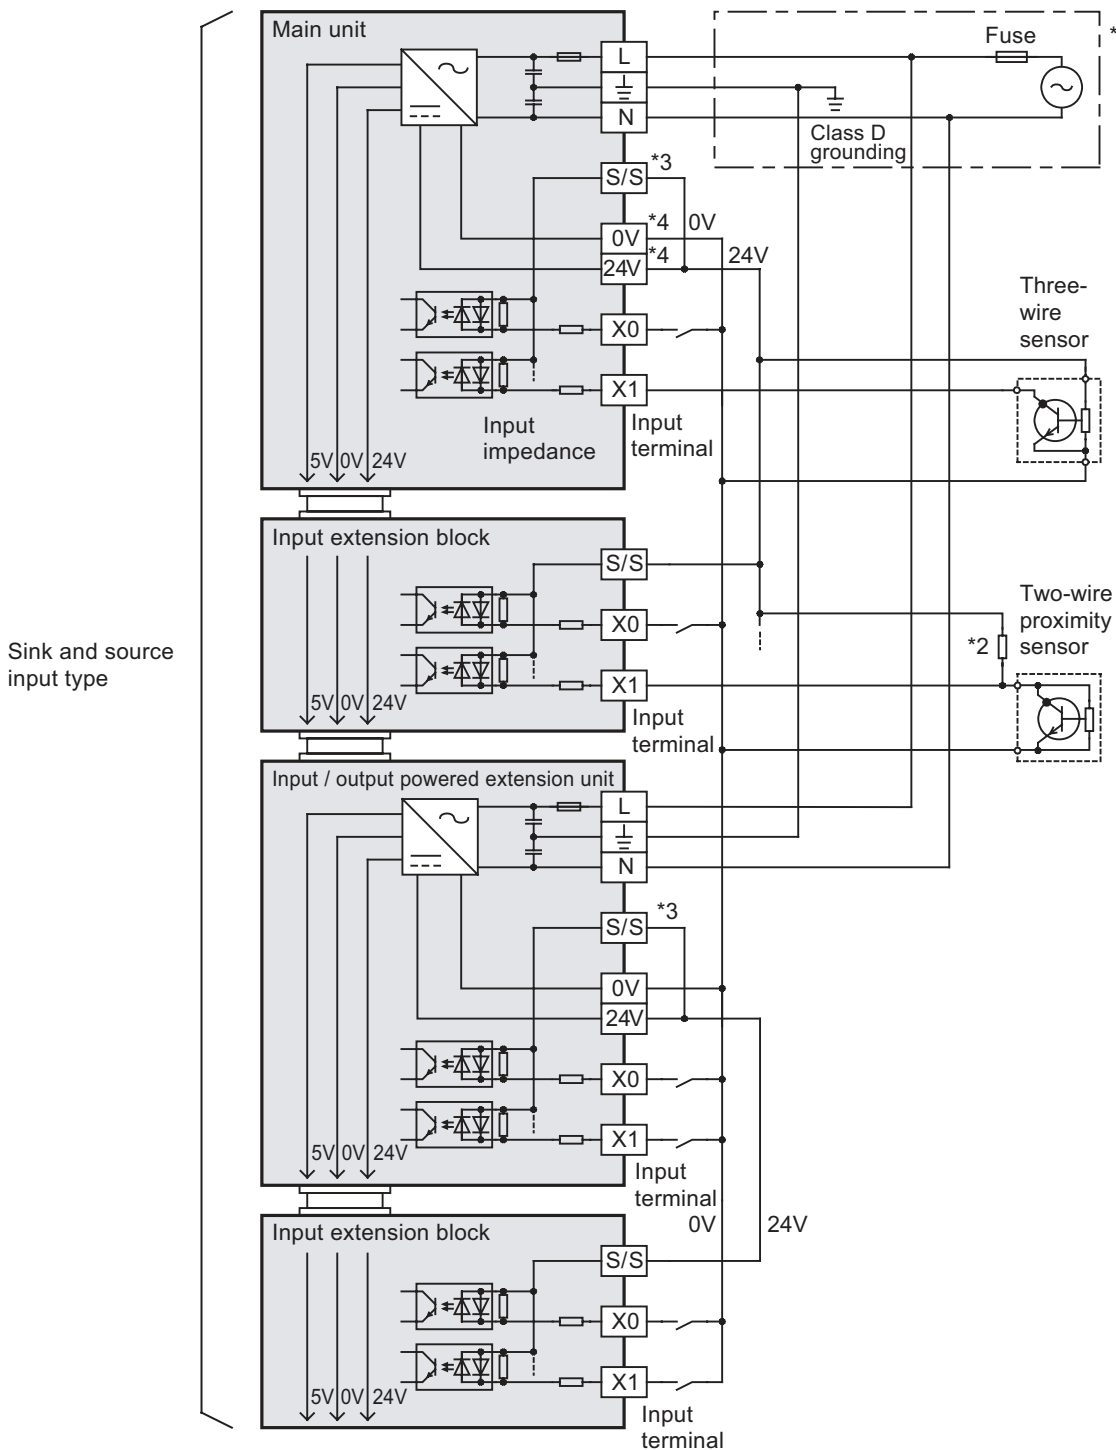 Main unit
L
N
Fuse
*
Class D
grounding
S/S
*3
0V
*4
0V
24V
*4
24V
X0
X1
Three-
wire
sensor
Input
impedance
Input
terminal
5V
0V
24V
Input extension block
S/S
X0
X1
Two-wire
proximity
sensor
*2
5V
0V
24V
Input
terminal
Sink and source
input type
Input / output powered extension unit
L
N
S/S
*3
0V
24V
X0
X1
5V
0V
24V
Input
terminal
0V
24V
Input extension block
S/S
X0
X1
5V
0V
24V
Input
terminal